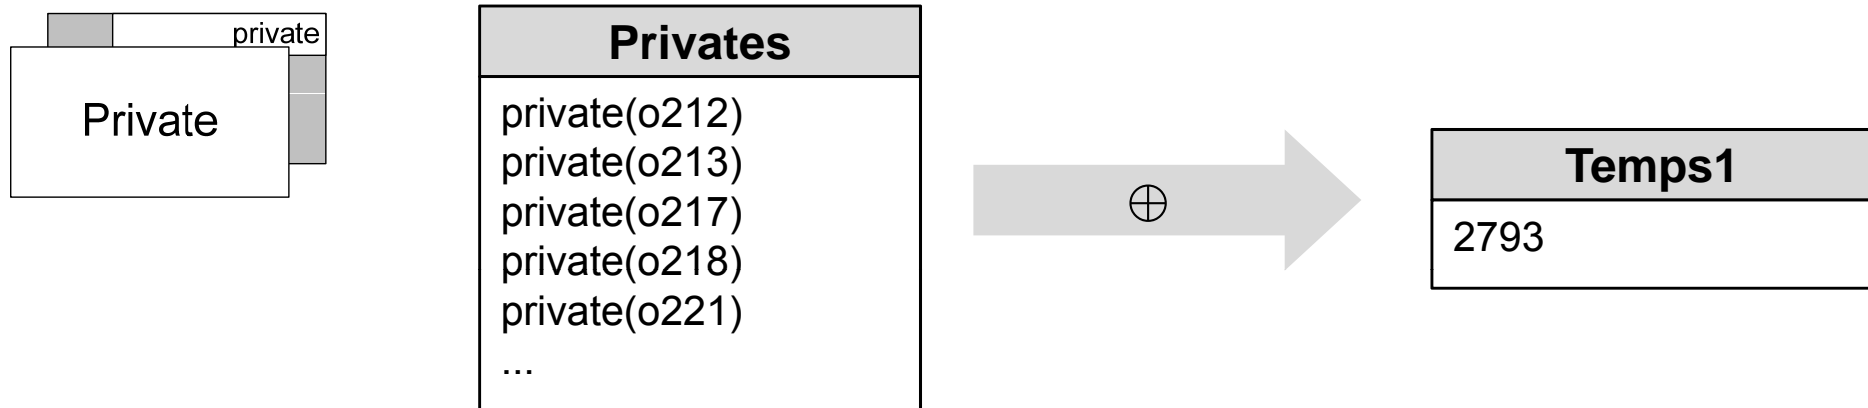 private
Private
Privates
private(o212)
private(o213)
private(o217)
private(o218)
private(o221)
...
⊕
Temps1
2793